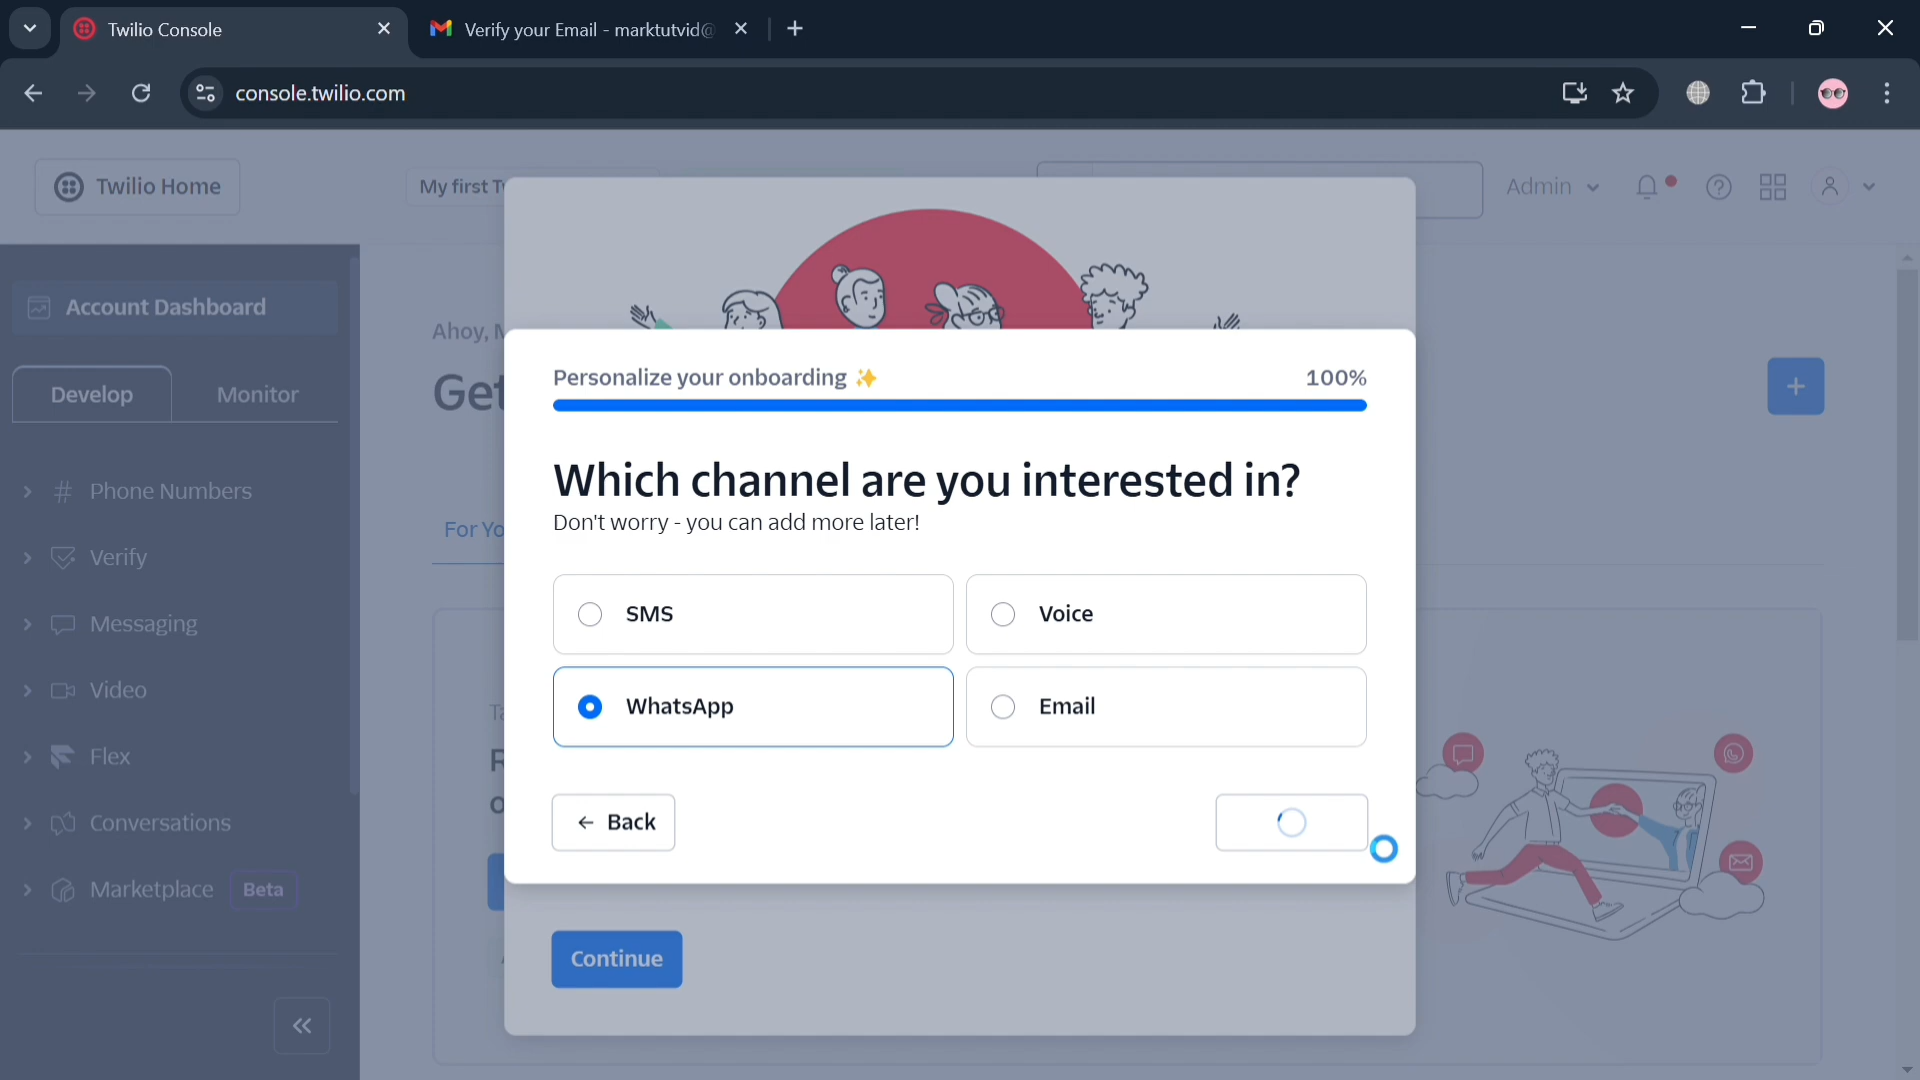 Twilio Console
Verify your Email - marktutvid@
console.twilio.com
Twilio Home
My first Tw
Admin
Account Dashboard
Ahoy, M
Develop
Monitor
Get
Personalize your onboarding ✨
100%
Which channel are you interested in?
Don't worry - you can add more later!
Phone Numbers
For Yo
Verify
SMS
Voice
Messaging
Video
WhatsApp
Email
Flex
Conversations
Back
Marketplace
Beta
Continue